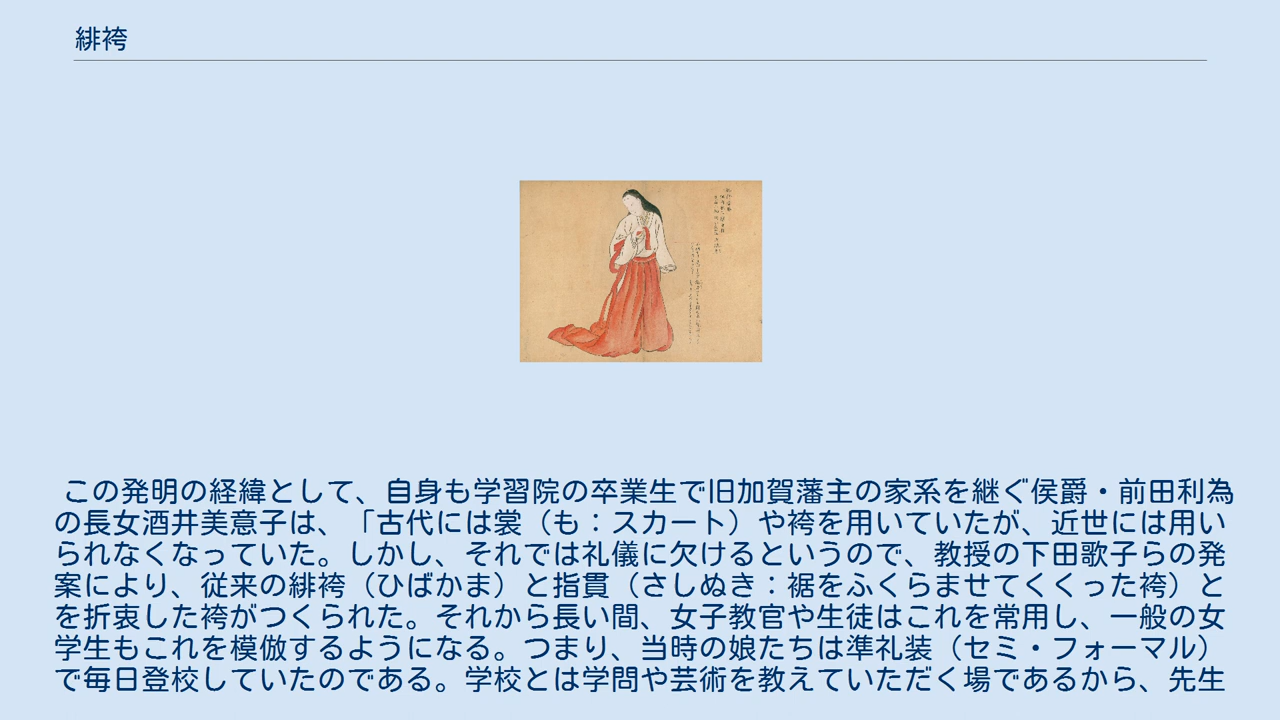 緋袴
この発明の経緯として、自身も学習院の卒業生で旧加賀藩主の家系を継ぐ侯爵・前田利為
の長女酒井美意子は、「古代には裳（も：スカート）や袴を用いていたが、近世には用い
られなくなっていた。しかし、それでは礼儀に欠けるというので、教授の下田歌子らの発
案により、従来の緋袴（ひばかま）と指貫（さしぬき：裾をふくらませてくくった袴）と
を折衷した袴がつくられた。それから長い間、女子教官や生徒はこれを常用し、一般の女
学生もこれを模倣するようになる。つまり、当時の娘たちは準礼装（セミ・フォーマル）
で毎日登校していたのである。学校とは学問や芸術を教えていただく場であるから、先生